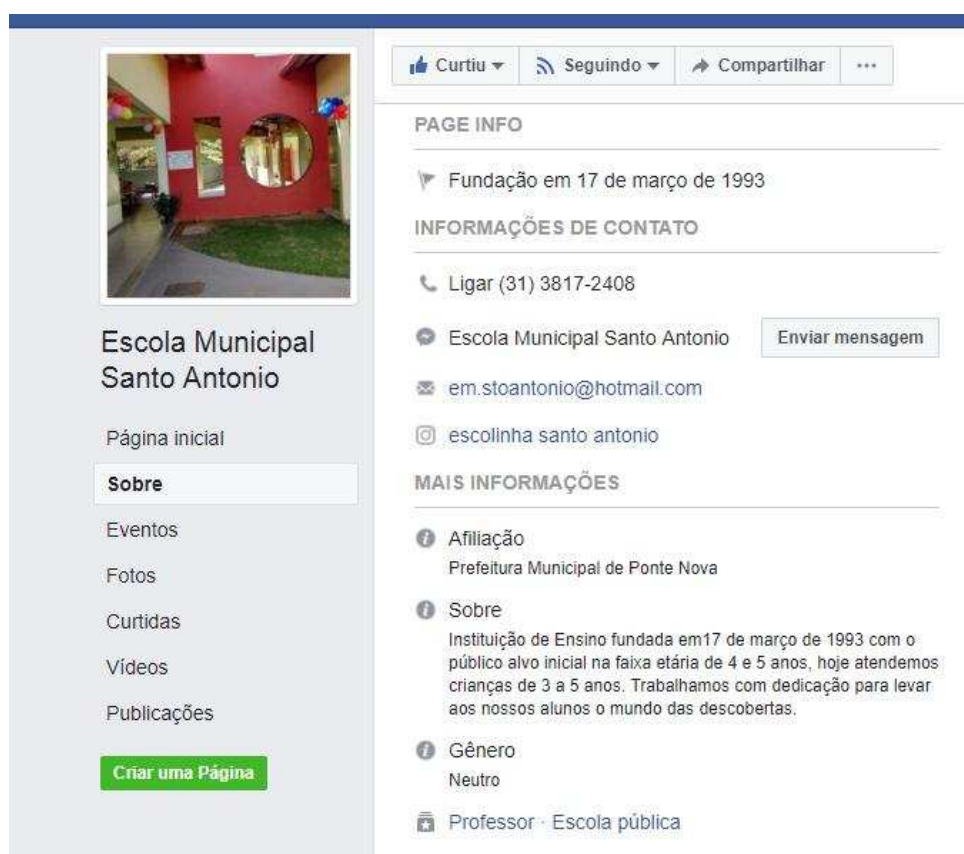 Curtiu
Seguindo
Compartilhar
...
Escola Municipal
Santo Antonio
Página inicial
Sobre
Eventos
Fotos
Curtidas
Vídeos
Publicações
Criar uma Página
PAGE INFO
Fundação em 17 de março de 1993
INFORMAÇÕES DE CONTATO
Ligar (31) 3817-2408
Escola Municipal Santo Antonio
Enviar mensagem
em.stoantonio@hotmail.com
escolinha santo antonio
MAIS INFORMAÇÕES
Afiliação
Prefeitura Municipal de Ponte Nova
Sobre
Instituição de Ensino fundada em17 de março de 1993 com o
público alvo inicial na faixa etária de 4 e 5 anos, hoje atendemos
crianças de 3 a 5 anos. Trabalhamos com dedicação para levar
aos nossos alunos o mundo das descobertas.
Gênero
Neutro
Professor · Escola pública